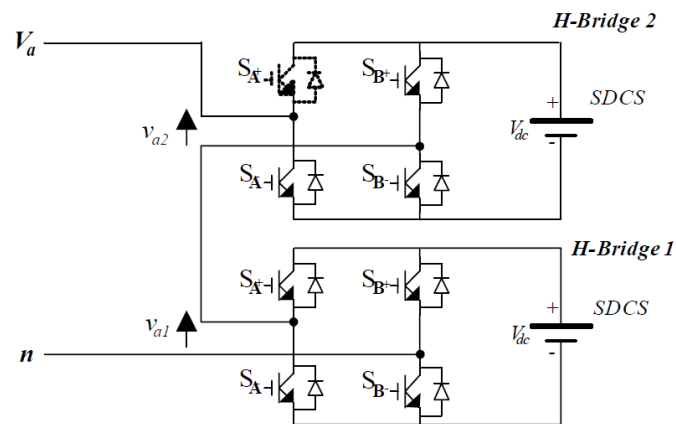 H-Bridge 2
Va
SA+
SB+
+
SDCS
Vdc
-
va2
SA-
SB-
H-Bridge 1
SA+
SB+
+
SDCS
va1
Vdc
-
n
SA-
SB-